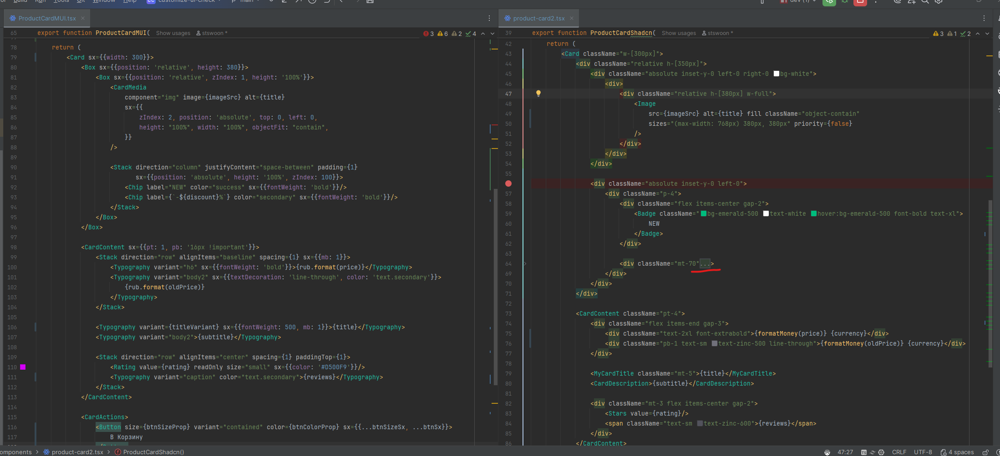 Build Run Tools Git Window Help customize-ui-check main dev (1)
ProductCardMUI.tsx
65 export function ProductCardMUI( Show usages stswoon * 3 6 2 4
78 return (
79 <Card sx={{width: 300}}>
80 <Box sx={{position: 'relative', height: 380}}>
81 <Box sx={{position: 'relative', zIndex: 1, height: '100%'}}>
82 <CardMedia
83 component="img" image={imageSrc} alt={title}
84 sx={{
85 zIndex: 2, position: 'absolute', top: 0, left: 0,
86 height: "100%", width: "100%", objectFit: "contain",
87 }}
88 />
89
90 <Stack direction="column" justifyContent="space-between" padding={1}
91 sx={{position: 'absolute', height: '100%', zIndex: 100}}>
92 <Chip label="NEW" color="success" sx={{fontWeight: 'bold'}}/>
93 <Chip label={`-${discount}%`} color="secondary" sx={{fontWeight: 'bold'}}/>
94 </Stack>
95 </Box>
96 </Box>
97
98 <CardContent sx={{pt: 1, pb: '16px !important'}}>
99 <Stack direction="row" alignItems="baseline" spacing={1} sx={{mb: 1}}>
100 <Typography variant="h6" sx={{fontWeight: 'bold'}}>{rub.format(price)}</Typography>
101 <Typography variant="body2" sx={{textDecoration: 'line-through', color: 'text.secondary'}}>
102 {rub.format(oldPrice)}
103 </Typography>
104 </Stack>
105
106 <Typography variant={titleVariant} sx={{fontWeight: 500, mb: 1}}>{title}</Typography>
107 <Typography variant="body2">{subtitle}</Typography>
108
109 <Stack direction="row" alignItems="center" spacing={1} paddingTop={1}>
110 <Rating value={rating} readOnly size="small" sx={{color: '#D500F9'}}/>
111 <Typography variant="caption" color="text.secondary">{reviews}</Typography>
112 </Stack>
113 </CardContent>
114
115 <CardActions>
116 <Button size={btnSizeProp} variant="contained" color={btnColorProp} sx={{...btnSizeSx, ...btnSx}}>
117 В Корзину
product-card2.tsx
39 export function ProductCardShadcn( Show usages stswoon * 3 1 2
42 return (
43 <Card className="w-[300px]">
44 <div className="relative h-[350px]">
45 <div className="absolute inset-y-0 left-0 right-0 bg-white">
46 <div>
47 <div className="relative h-[380px] w-full">
48 <Image
49 src={imageSrc} alt={title} fill className="object-contain"
50 sizes="(max-width: 768px) 380px, 380px" priority={false}
51 />
52 </div>
53 </div>
54 </div>
55
<div className="absolute inset-y-0 left-0">
57 <div className="p-4">
58 <div className="flex items-center gap-2">
59 <Badge className="bg-emerald-500 text-white hover:bg-emerald-500 font-bold text-xl">
60 NEW
61 </Badge>
62 </div>
63
64 <div className="mt-70"...>
69 </div>
70 </div>
71 </div>
72
73 <CardContent className="pt-4">
74 <div className="flex items-end gap-3">
75 <div className="text-2xl font-extrabold">{formatMoney(price)} {currency}</div>
76 <div className="pb-1 text-sm text-zinc-500 line-through">{formatMoney(oldPrice)} {currency}</div>
77 </div>
78
79 <MyCardTitle className="mt-5">{title}</MyCardTitle>
80 <CardDescription>{subtitle}</CardDescription>
81
82 <div className="mt-3 flex items-center gap-2">
83 <Stars value={rating}/>
84 <span className="text-sm text-zinc-600">{reviews}</span>
85 </div>
86 </CardContent>
omponents > product-card2.tsx > ProductCardShadcn() 47:27 CRLF UTF-8 4 spaces